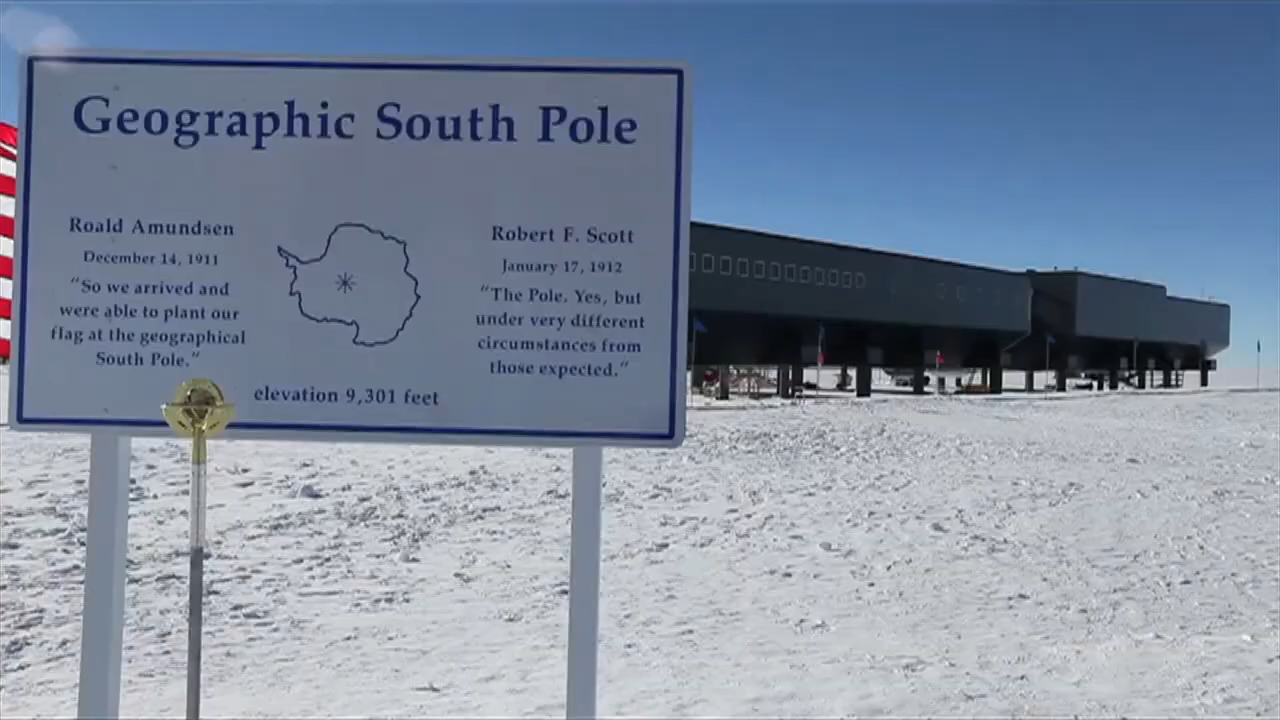 Geographic South Pole
Roald Amundsen
December 14, 1911
"So we arrived and
were able to plant our
flag at the geographical
South Pole."
Robert F. Scott
January 17, 1912
"The Pole. Yes, but
under very different
circumstances from
those expected."
elevation 9,301 feet